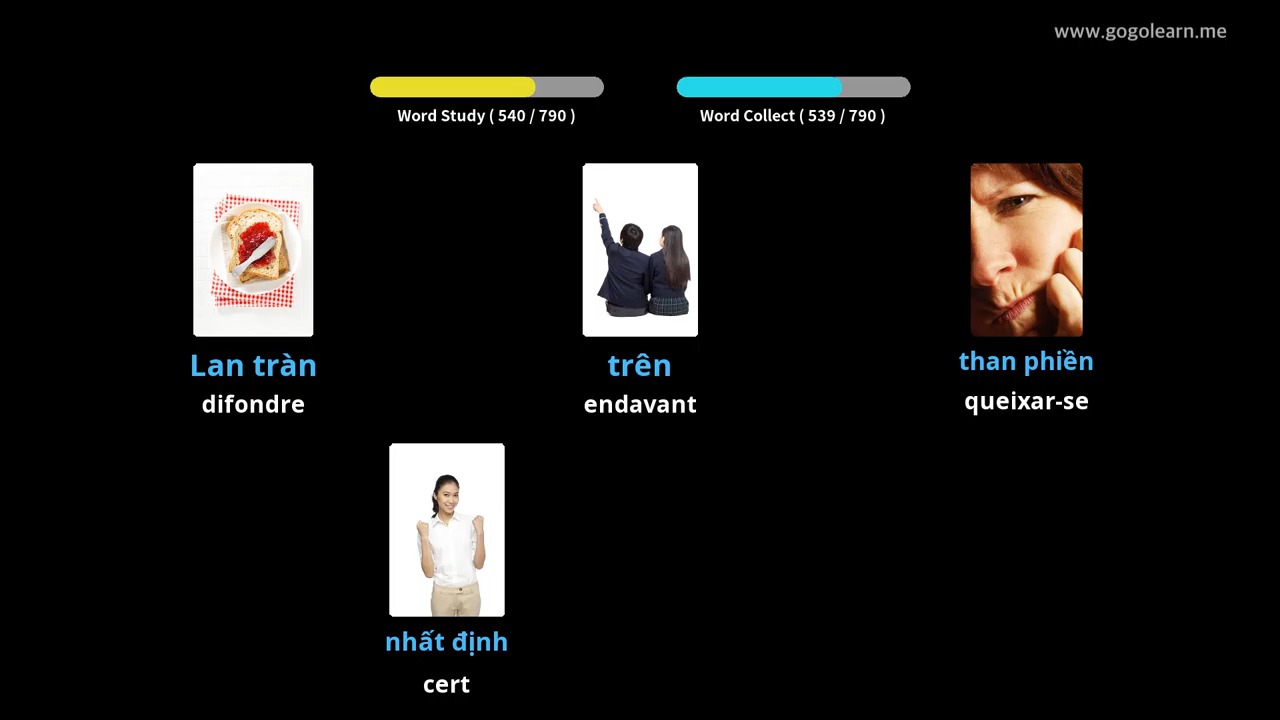 www.gogolearn.me
Word Study ( 540 / 790 )
Word Collect ( 539 / 790 )
Lan tràn
difondre
trên
endavant
than phiền
queixar-se
nhất định
cert